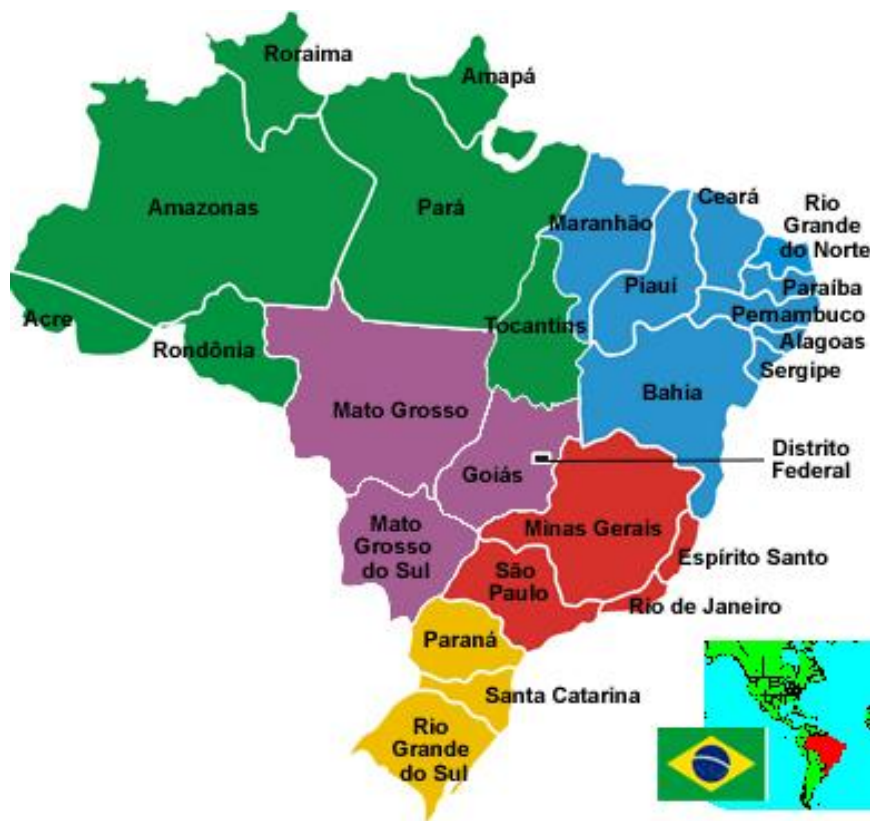 Roraima
Amapá
Amazonas
Pará
Maranhão
Ceará
Rio
Grande
do Norte
Piauí
Paraíba
Pernambuco
Alagoas
Sergipe
Acre
Rondônia
Tocantins
Bahia
Mato Grosso
Goiás
Distrito
Federal
Mato
Grosso
do Sul
Minas Gerais
Espírito Santo
São
Paulo
Rio de Janeiro
Paraná
Santa Catarina
Rio
Grande
do Sul